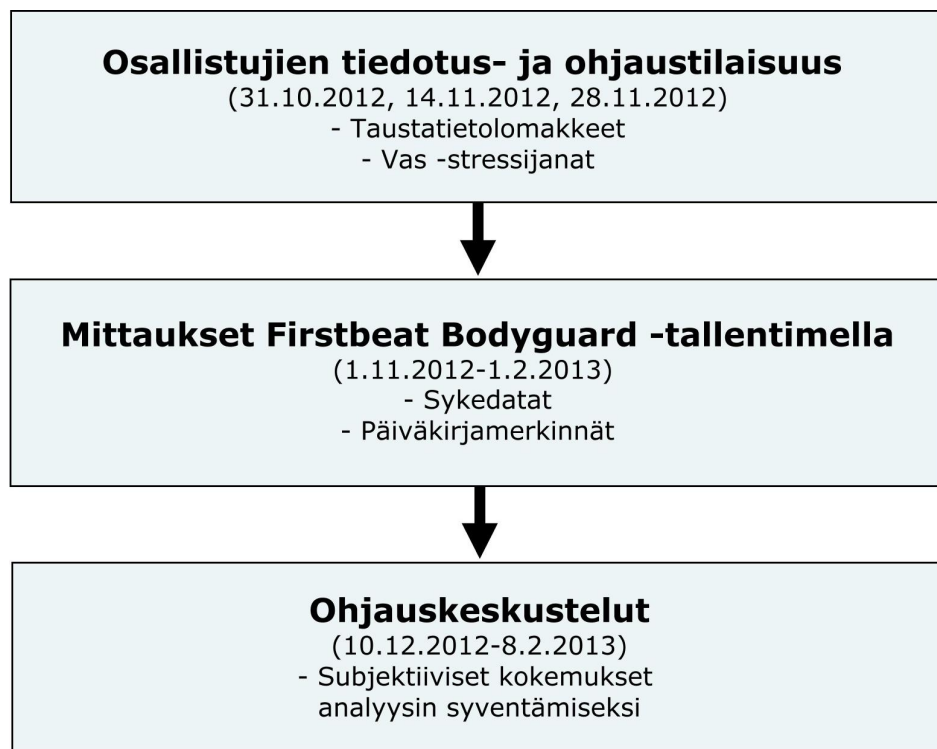 Osallistujien tiedotus- ja ohjaustilaisuus
(31.10.2012, 14.11.2012, 28.11.2012)
- Taustatietolomakkeet
- Vas -stressijanat
Mittaukset Firstbeat Bodyguard -tallentimella
(1.11.2012-1.2.2013)
- Sykedatat
- Päiväkirjamerkinnät
Ohjauskeskustelut
(10.12.2012-8.2.2013)
- Subjektiiviset kokemukset
analyysin syventämiseksi